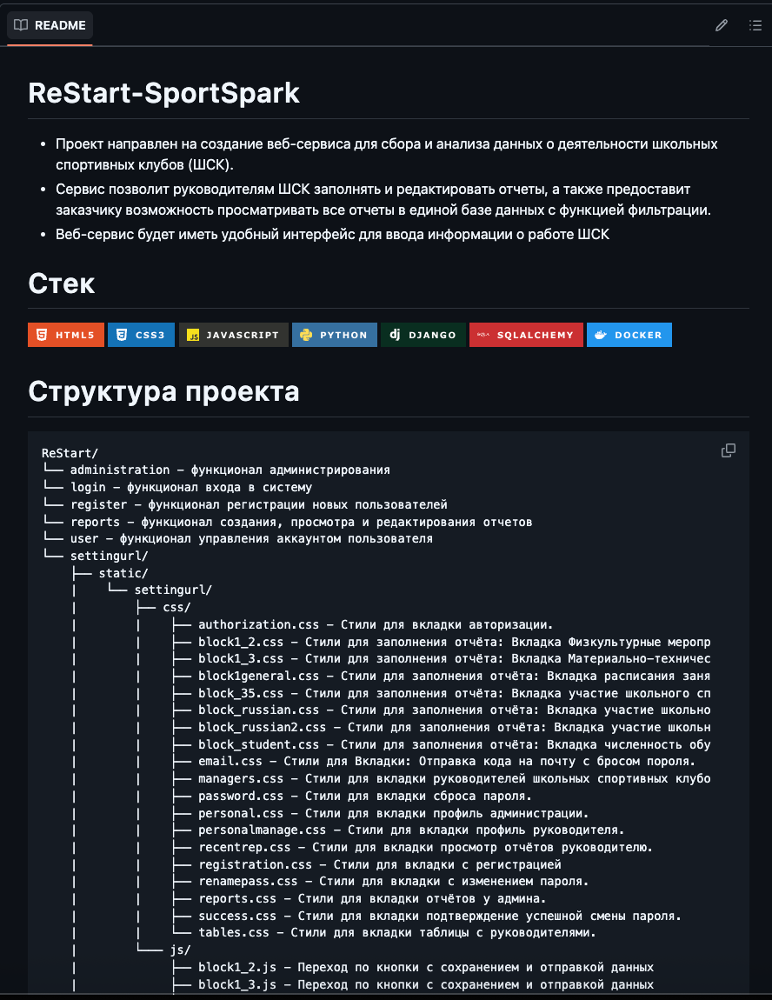 README
ReStart-SportSpark
• Проект направлен на создание веб-сервиса для сбора и анализа данных о деятельности школьных
спортивных клубов (ШСК).
• Сервис позволит руководителям ШСК заполнять и редактировать отчеты, а также предоставит
заказчику возможность просматривать все отчеты в единой базе данных с функцией фильтрации.
• Веб-сервис будет иметь удобный интерфейс для ввода информации о работе ШСК
Стек
HTML5 CSS3 JS JAVASCRIPT PYTHON dj DJANGO SQLALCHEMY DOCKER
Структура проекта
ReStart/
└── administration - функционал администрирования
└── login - функционал входа в систему
└── register - функционал регистрации новых пользователей
└── reports - функционал создания, просмотра и редактирования отчетов
└── user - функционал управления аккаунтом пользователя
└── settingurl/
    ├── static/
    |    └── settingurl/
    |        ├── css/
    |        |    ├── authorization.css - Стили для вкладки авторизации.
    |        |    ├── block1_2.css - Стили для заполнения отчёта: Вкладка Физкультурные меропр
    |        |    ├── block1_3.css - Стили для заполнения отчёта: Вкладка Материально-техничес
    |        |    ├── block1general.css - Стили для заполнения отчёта: Вкладка расписания заня
    |        |    ├── block_35.css - Стили для заполнения отчёта: Вкладка участие школьного сп
    |        |    ├── block_russian.css - Стили для заполнения отчёта: Вкладка участие школьно
    |        |    ├── block_russian2.css - Стили для заполнения отчёта: Вкладка участие школьн
    |        |    ├── block_student.css - Стили для заполнения отчёта: Вкладка численность обу
    |        |    ├── email.css - Стили для Вкладки: Отправка кода на почту с бросом пороля.
    |        |    ├── managers.css - Стили для вкладки руководителей школьных спортивных клубо
    |        |    ├── password.css - Стили для вкладки сброса пароля.
    |        |    ├── personal.css - Стили для вкладки профиль администрации.
    |        |    ├── personalmanage.css - Стили для вкладки профиль руководителя.
    |        |    ├── recentrep.css - Стили для вкладки просмотр отчётов руководителю.
    |        |    ├── registration.css - Стили для вкладки с регистрацией
    |        |    ├── renamepass.css - Стили для вкладки с изменением пароля.
    |        |    ├── reports.css - Стили для вкладки отчётов у админа.
    |        |    ├── success.css - Стили для вкладки подтверждение успешной смены пароля.
    |        |    └── tables.css - Стили для вкладки таблицы с руководителями.
    |        └─── js/
    |             ├── block1_2.js - Переход по кнопки с сохранением и отправкой данных
    |             ├── block1_3.js - Переход по кнопки с сохранением и отправкой данных